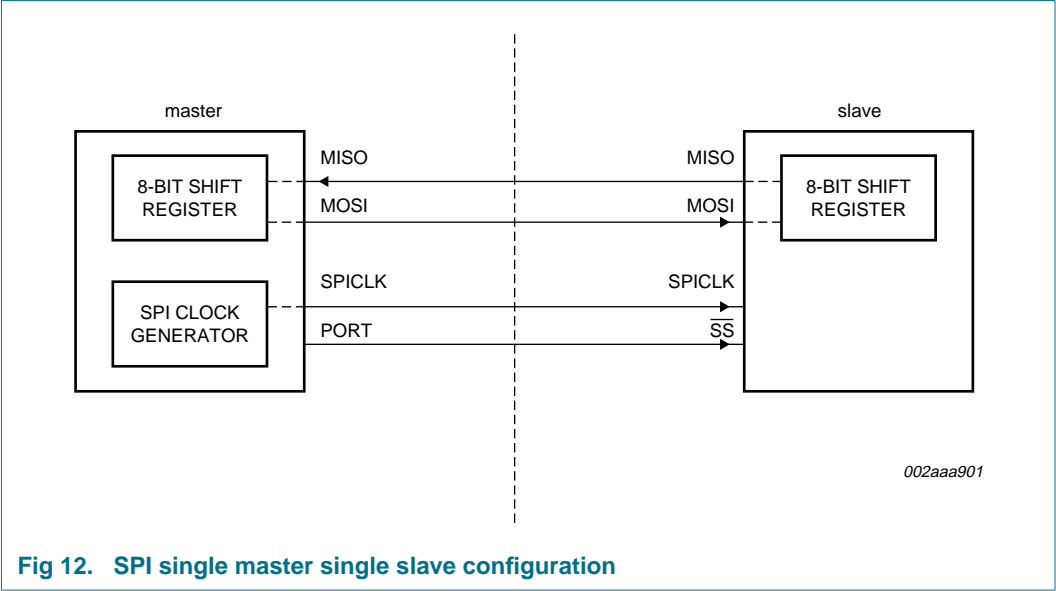 master
slave
MISO
MISO
8-BIT SHIFT
REGISTER
8-BIT SHIFT
REGISTER
MOSI
MOSI
SPICLK
SPICLK
SPI CLOCK
GENERATOR
PORT
S̅S̅
002aaa901
Fig 12. SPI single master single slave configuration